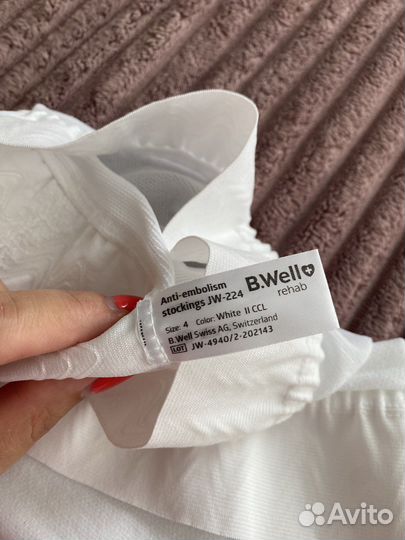 Anti-embolism
stockings JW-224
B.Well
rehab
Size: 4 Color: White II CCL
B.Well Swiss AG, Switzerland
LOT JW-4940/2-202143
Avito